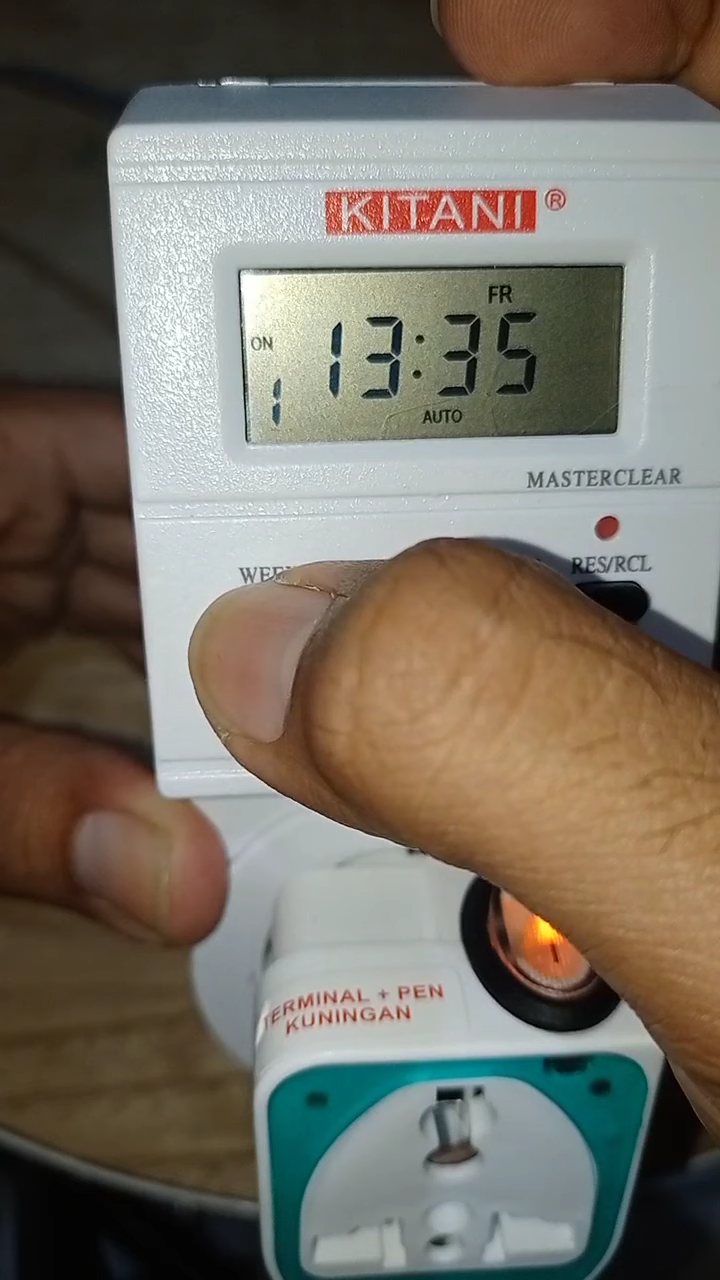 KITANI®
FR
ON
1 13:35
AUTO
MASTERCLEAR
RES/RCL
TERMINAL + PEN
KUNINGAN